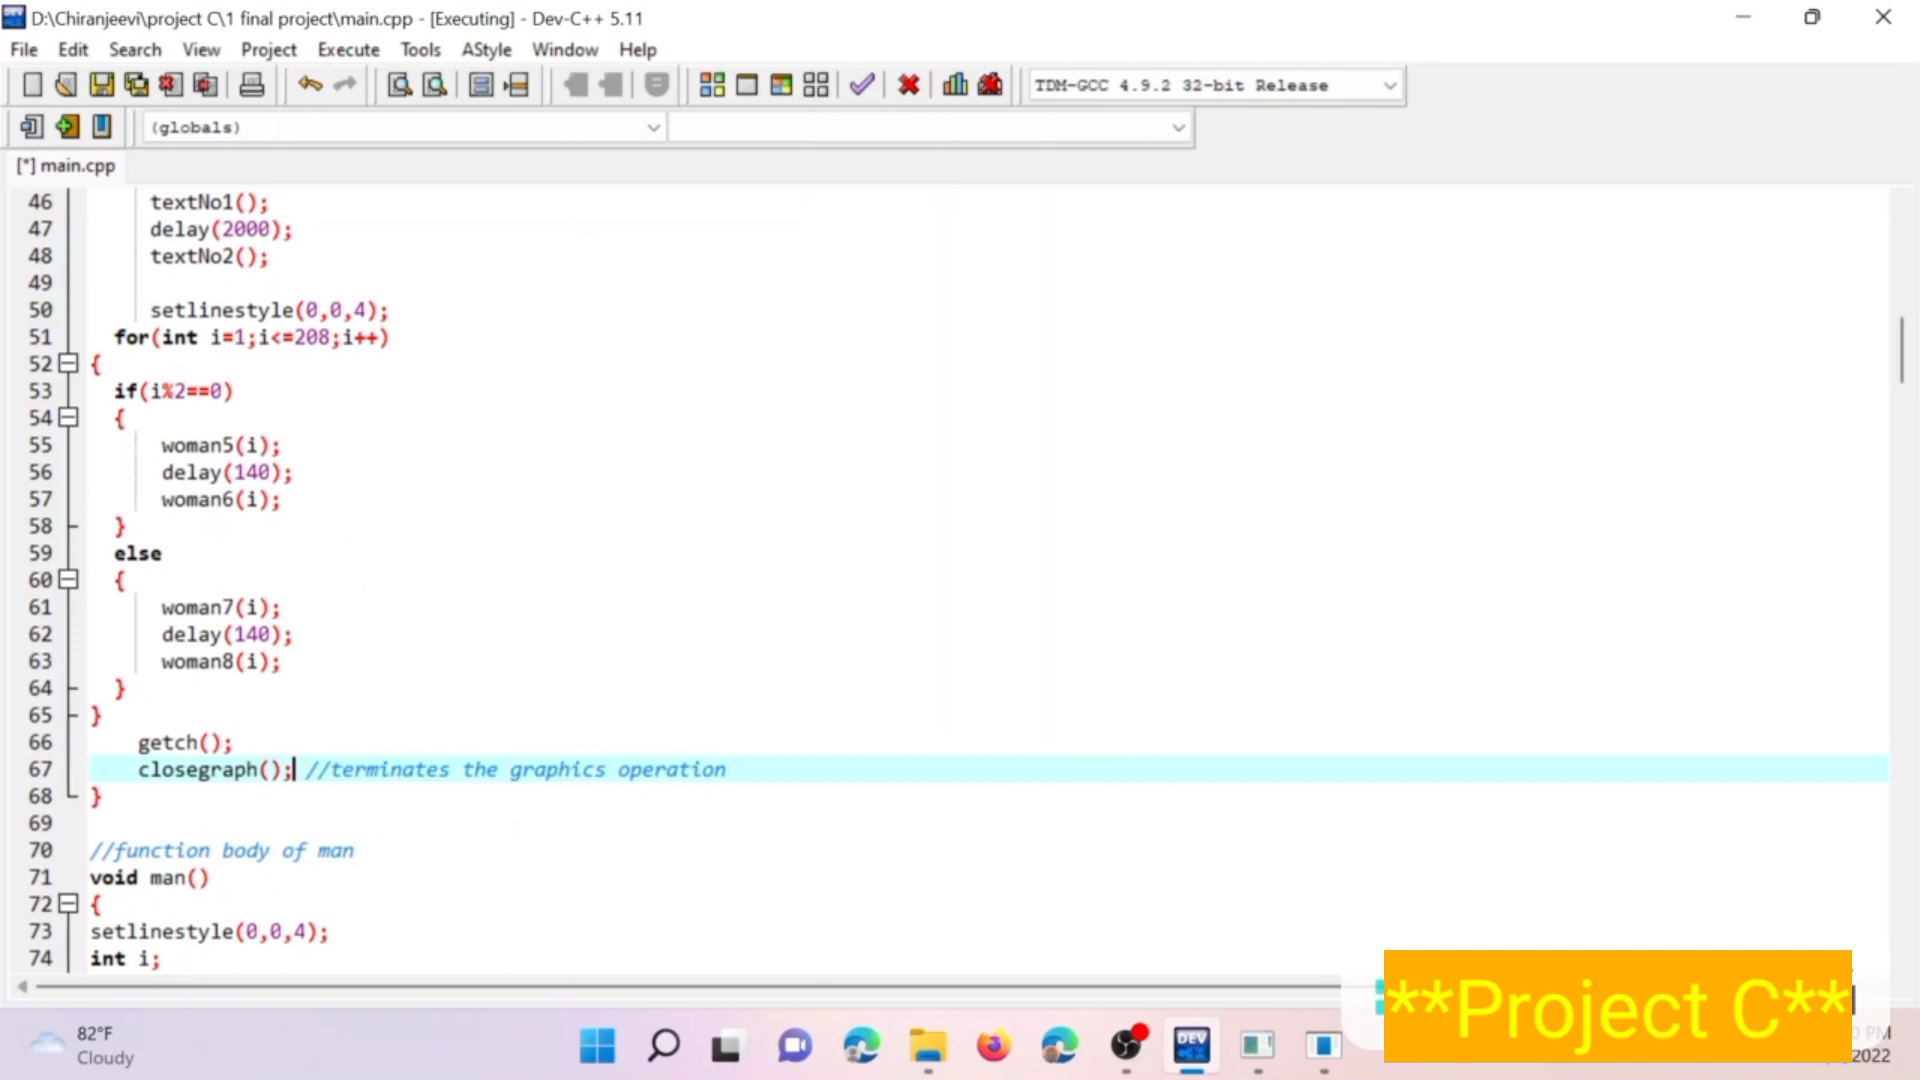 D:\Chiranjeevi\project C\1 final project\main.cpp - [Executing] - Dev-C++ 5.11
File Edit Search View Project Execute Tools AStyle Window Help
TDM-GCC 4.9.2 32-bit Release
(globals)
[*] main.cpp
46 textNo1();
47 delay(2000);
48 textNo2();
49
50 setlinestyle(0,0,4);
51 for(int i=1;i<=208;i++)
52 {
53 if(i%2==0)
54 {
55 woman5(i);
56 delay(140);
57 woman6(i);
58 }
59 else
60 {
61 woman7(i);
62 delay(140);
63 woman8(i);
64 }
65 }
66 getch();
67 closegraph(); //terminates the graphics operation
68 }
69
70 //function body of man
71 void man()
72 {
73 setlinestyle(0,0,4);
74 int i;
**Project C**
82°F
Cloudy
DEV
PM
2022